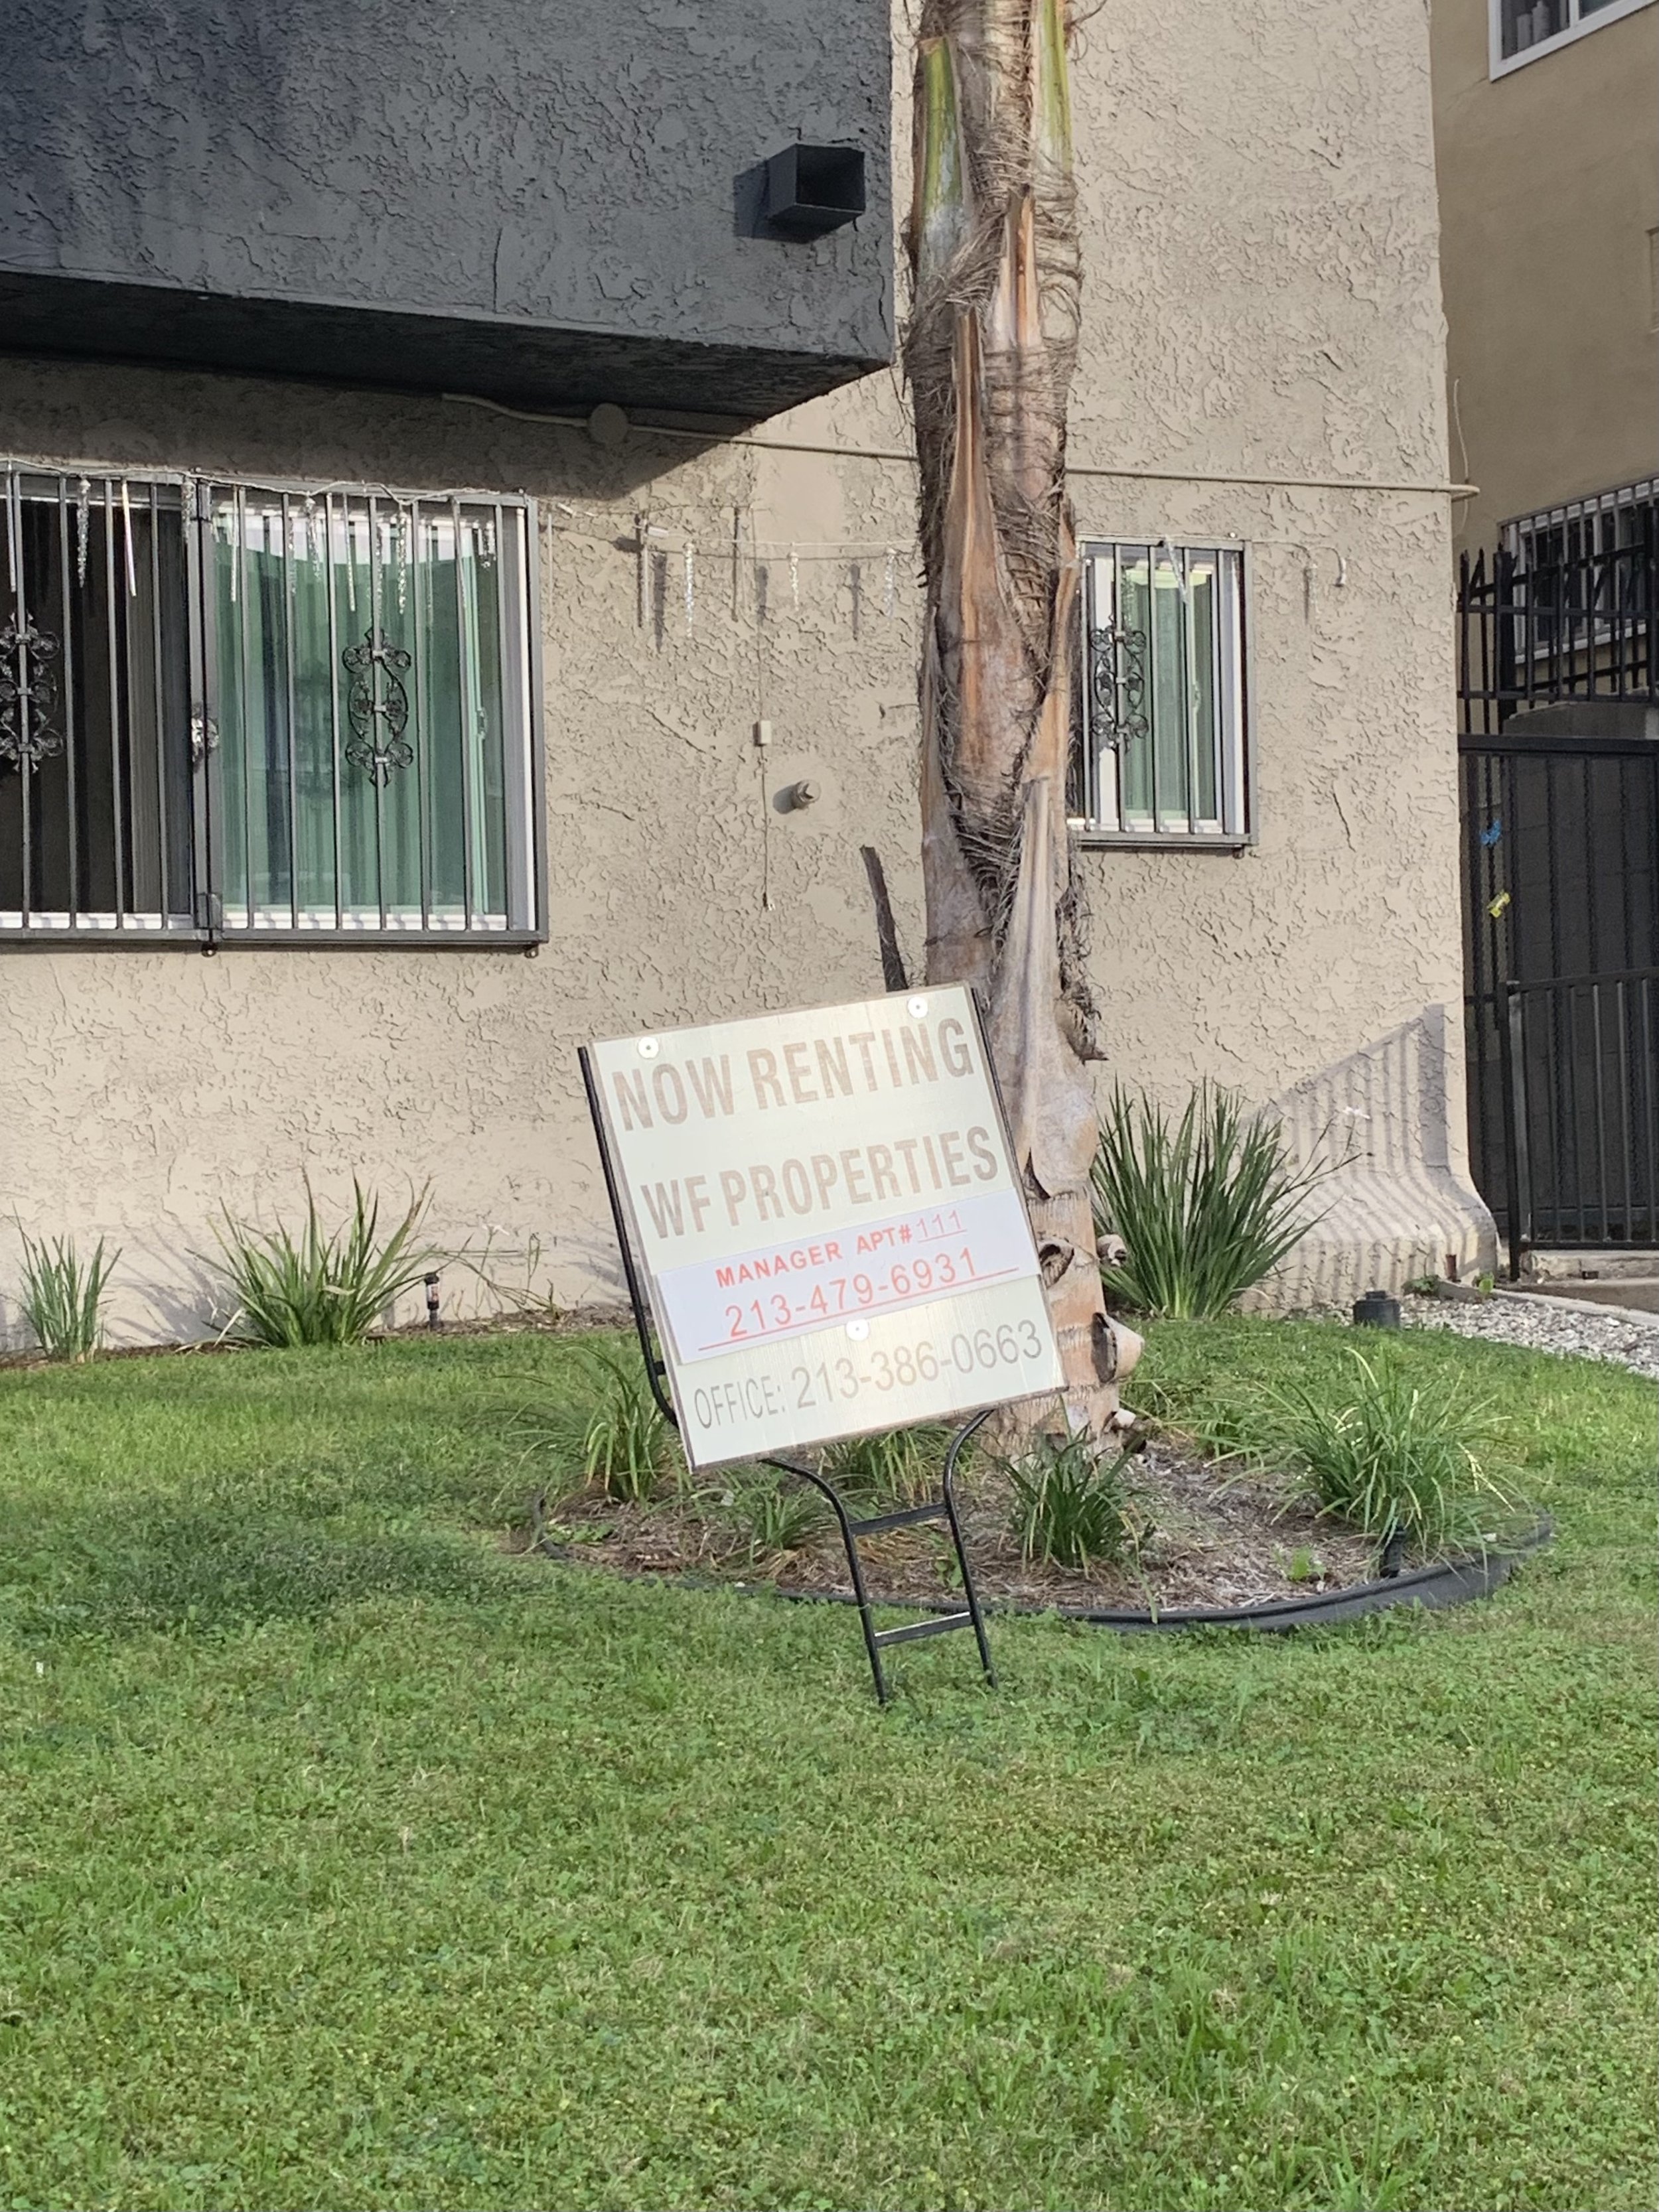 NOW RENTING
WF PROPERTIES
MANAGER APT# 111
213-479-6931
OFFICE: 213-386-0663